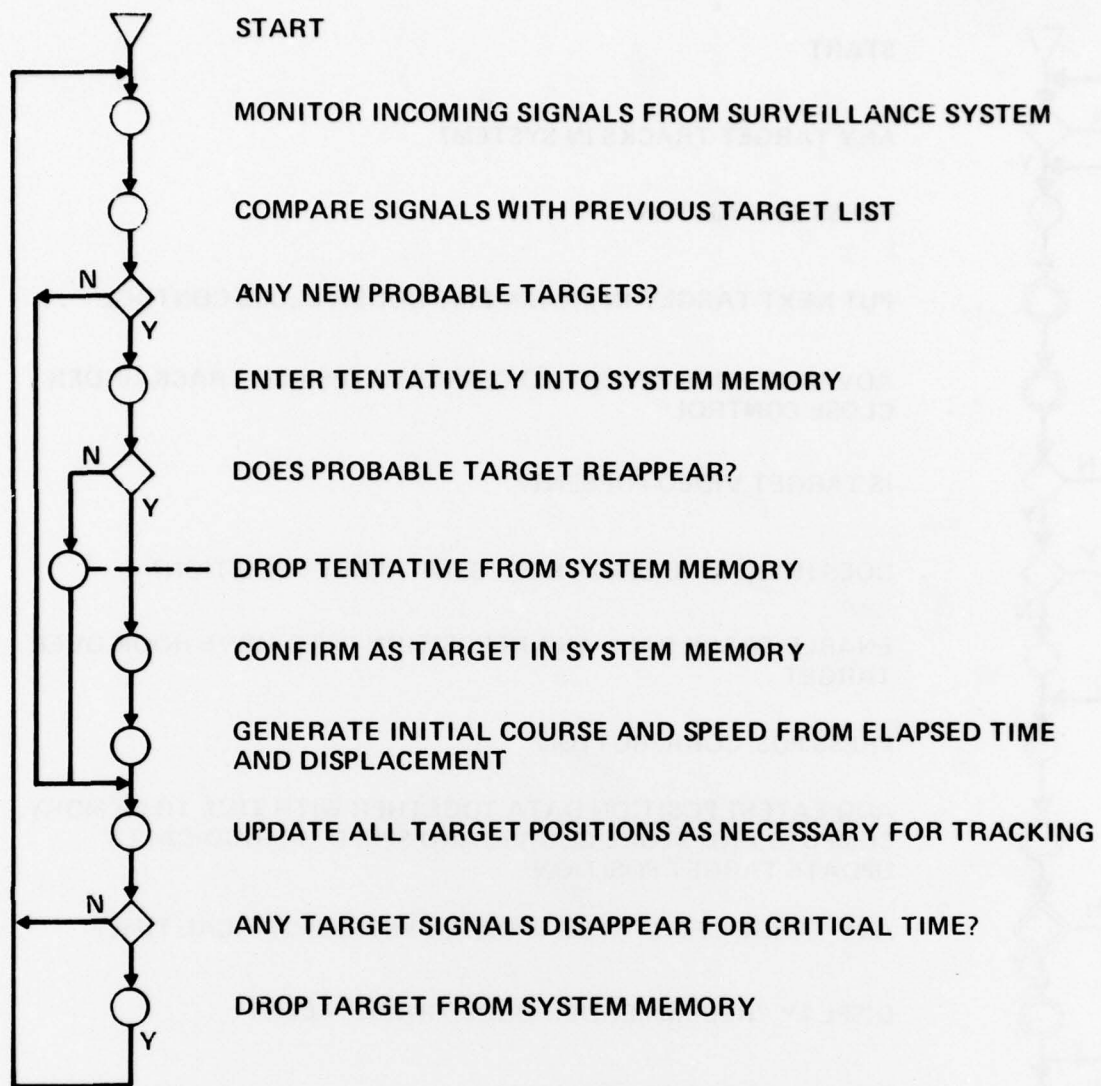 START
MONITOR INCOMING SIGNALS FROM SURVEILLANCE SYSTEM
COMPARE SIGNALS WITH PREVIOUS TARGET LIST
N
ANY NEW PROBABLE TARGETS?
Y
ENTER TENTATIVELY INTO SYSTEM MEMORY
N
DOES PROBABLE TARGET REAPPEAR?
Y
DROP TENTATIVE FROM SYSTEM MEMORY
CONFIRM AS TARGET IN SYSTEM MEMORY
GENERATE INITIAL COURSE AND SPEED FROM ELAPSED TIME
AND DISPLACEMENT
UPDATE ALL TARGET POSITIONS AS NECESSARY FOR TRACKING
N
ANY TARGET SIGNALS DISAPPEAR FOR CRITICAL TIME?
DROP TARGET FROM SYSTEM MEMORY
Y